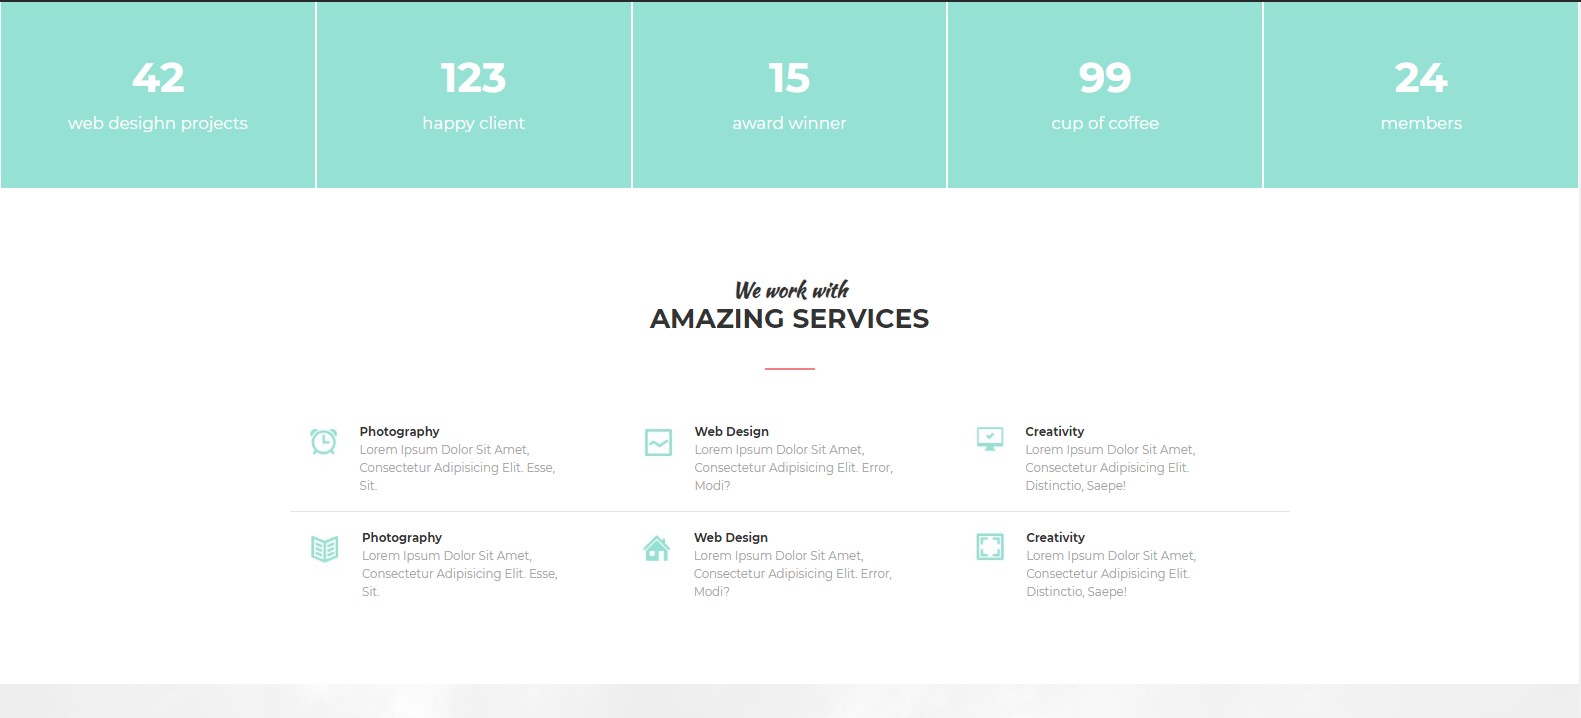 42
123
15
99
24
web desighn projects
happy client
award winner
cup of coffee
members
We work with
AMAZING SERVICES
Photography
Lorem Ipsum Dolor Sit Amet,
Consectetur Adipisicing Elit. Esse,
Sit.
Web Design
Lorem Ipsum Dolor Sit Amet,
Consectetur Adipisicing Elit. Error,
Modi?
Creativity
Lorem Ipsum Dolor Sit Amet,
Consectetur Adipisicing Elit.
Distinctio, Saepe!
Photography
Lorem Ipsum Dolor Sit Amet,
Consectetur Adipisicing Elit. Esse,
Sit.
Web Design
Lorem Ipsum Dolor Sit Amet,
Consectetur Adipisicing Elit. Error,
Modi?
Creativity
Lorem Ipsum Dolor Sit Amet,
Consectetur Adipisicing Elit.
Distinctio, Saepe!